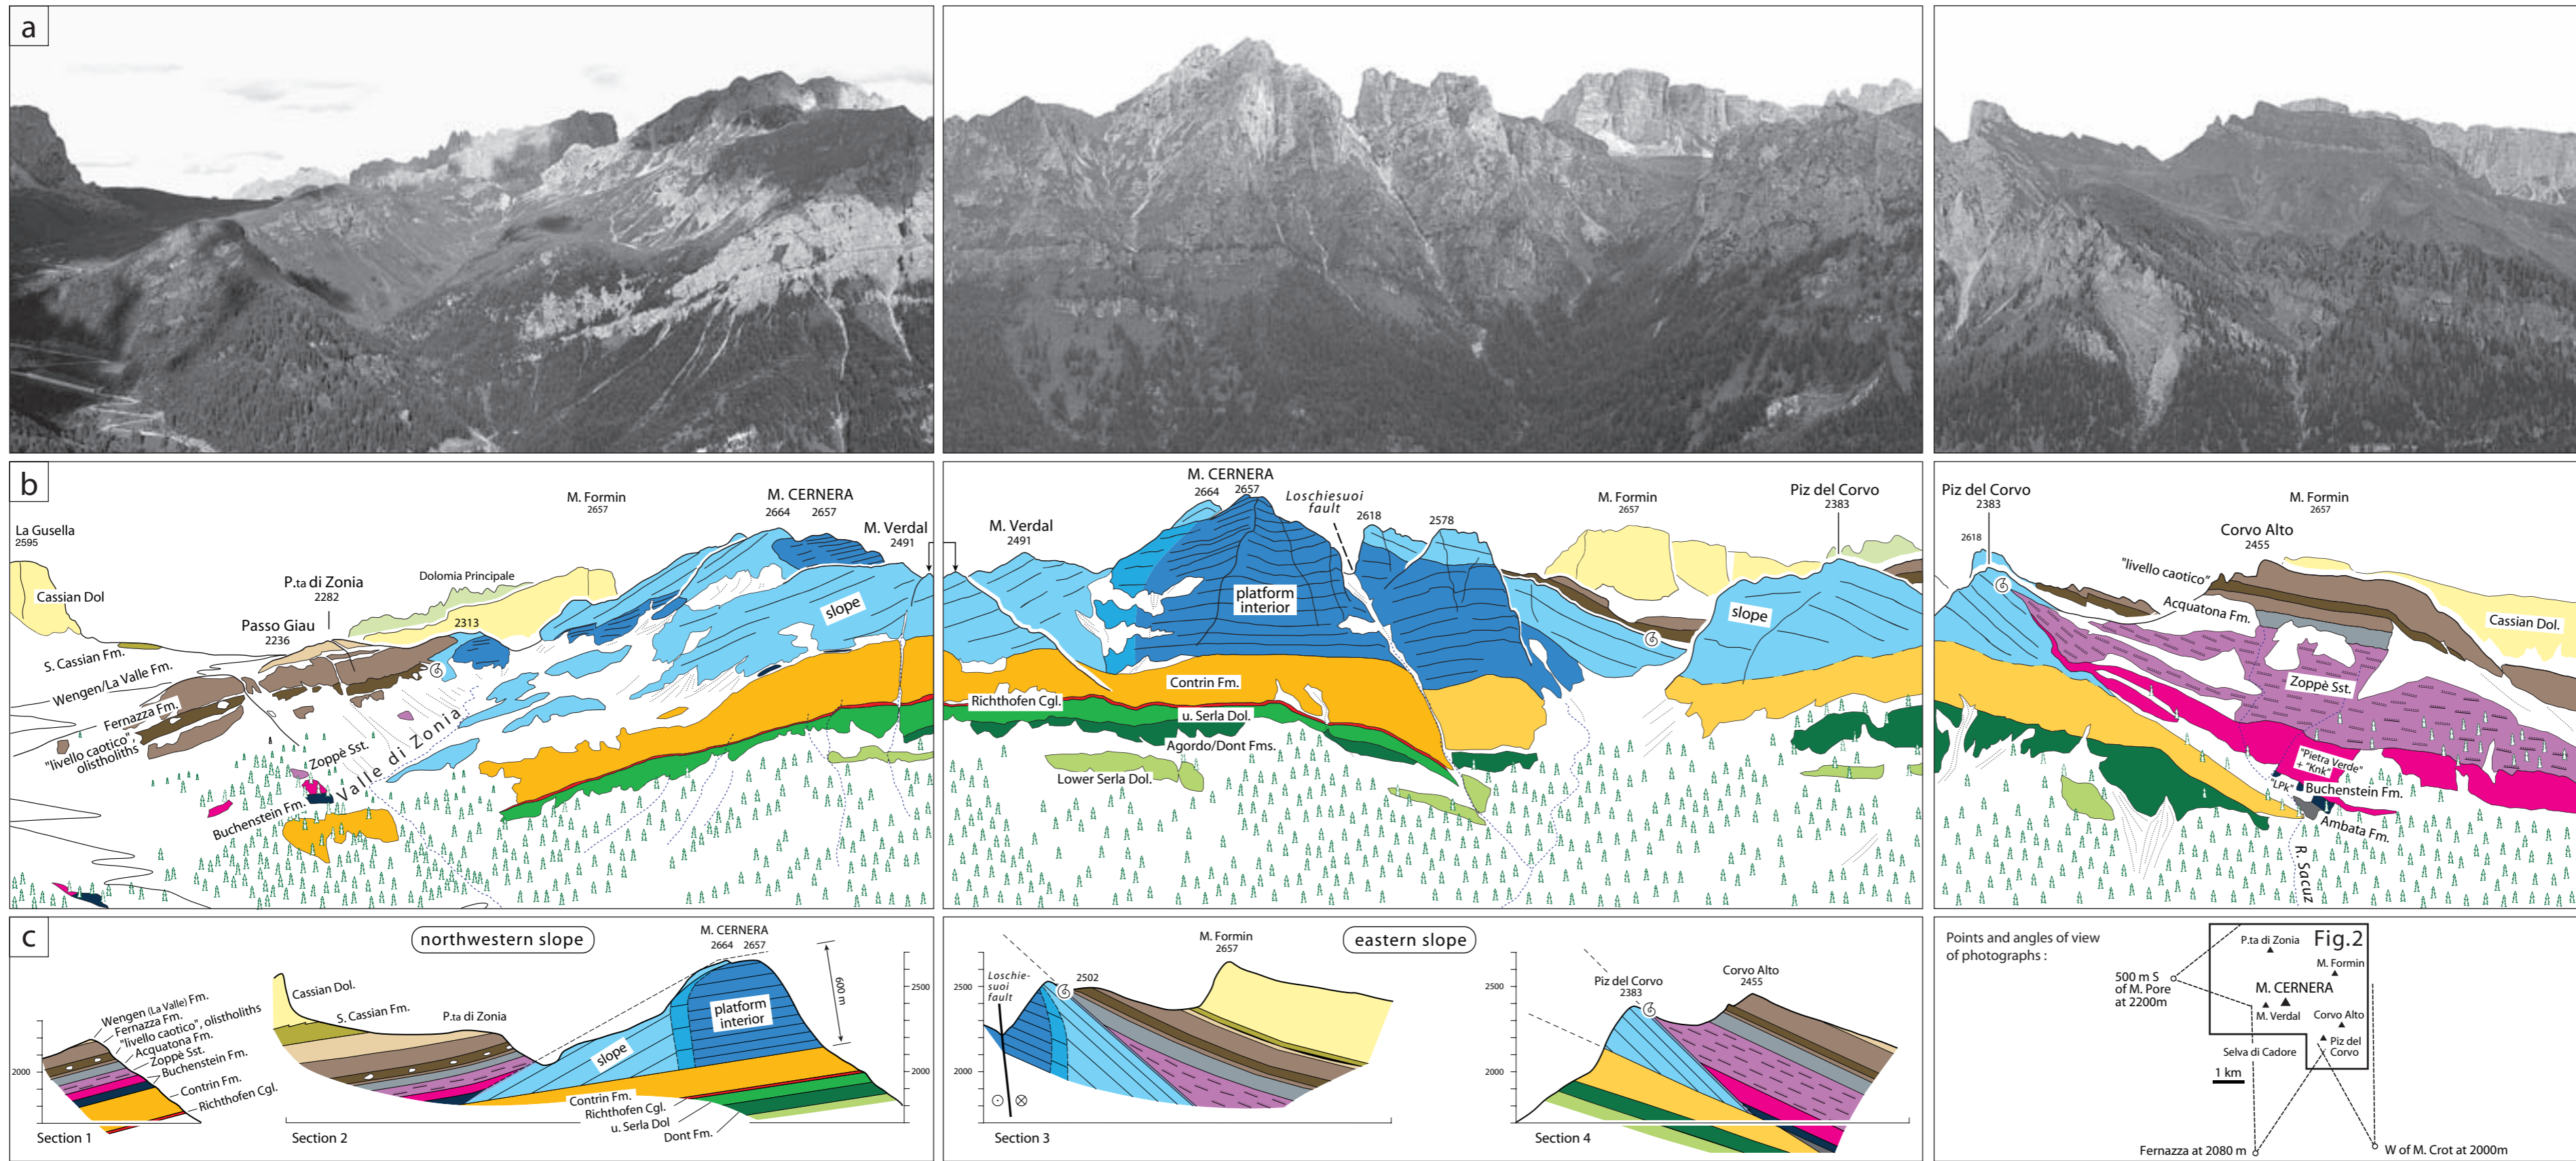 a
b
La Gusella
2595
Cassian Dol
S. Cassian Fm.
Wengen/La Valle Fm.
Fernazza Fm.
"livello caotico",
olistholiths
Passo Giau
2236
P.ta di Zonia
2282
Dolomia Principale
2313
M. Formin
2657
M. CERNERA
2664 2657
M. Verdal
2491
slope
Zoppè Sst.
Valle di Zonia
Buchenstein Fm.
M. Verdal
2491
M. CERNERA
2664 2657
Loschiesuoi
fault
2618
2578
M. Formin
2657
Piz del Corvo
2383
platform
interior
slope
Contrin Fm.
Richthofen Cgl.
u. Serla Dol.
Agordo/Dont Fms.
Lower Serla Dol.
Piz del Corvo
2383
2618
M. Formin
2657
Corvo Alto
2455
"livello caotico"
Acquatona Fm.
Cassian Dol.
Zoppè Sst.
"Pietra Verde"
+ "Knk"
"LPk"
Buchenstein Fm.
Ambata Fm.
R. Sacuz
c
northwestern slope
Wengen (La Valle) Fm.
Fernazza Fm.
"livello caotico", olistholiths
Acquatona Fm.
Zoppè Sst.
Buchenstein Fm.
Contrin Fm.
Richthofen Cgl.
2000
Section 1
Cassian Dol.
S. Cassian Fm.
P.ta di Zonia
M. CERNERA
2664 2657
600 m
platform
interior
slope
Contrin Fm.
Richthofen Cgl.
u. Serla Dol
Dont Fm.
2500
2000
Section 2
eastern slope
Loschie-
suoi
fault
2502
M. Formin
2657
2500
2000
Section 3
Piz del Corvo
2383
Corvo Alto
2455
2500
2000
Section 4
Points and angles of view
of photographs :
Fig.2
P.ta di Zonia
M. Formin
500 m S
of M. Pore
at 2200m
M. CERNERA
M. Verdal
Corvo Alto
Piz del
Corvo
Selva di Cadore
1 km
Fernazza at 2080 m
W of M. Crot at 2000m